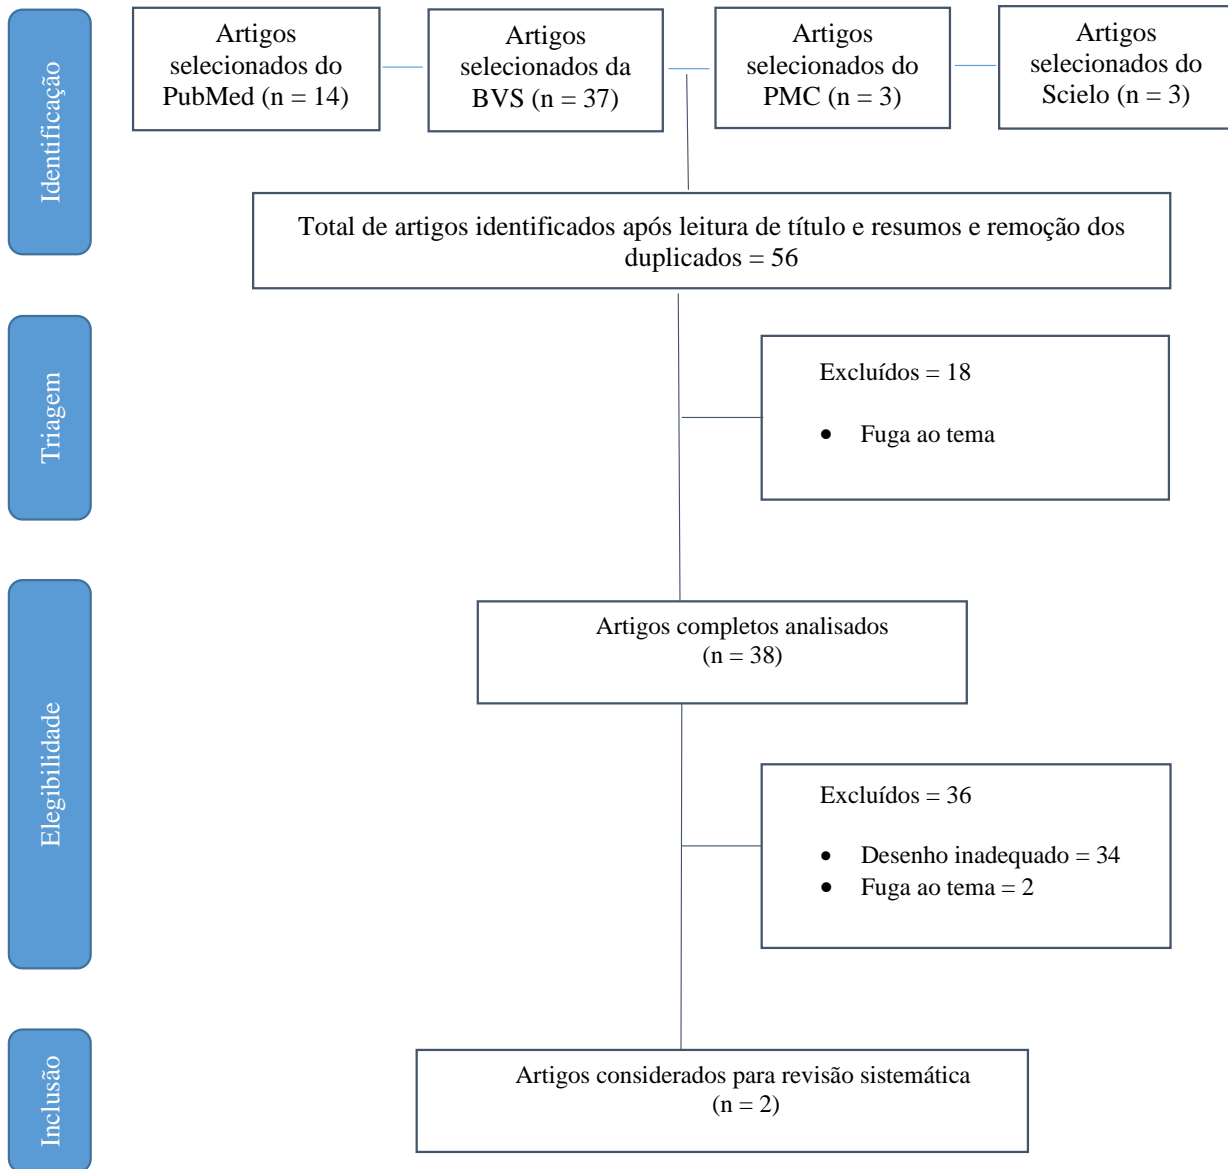 Identificação
Artigos
selecionados do
PubMed (n = 14)
Artigos
selecionados da
BVS (n = 37)
Artigos
selecionados do
PMC (n = 3)
Artigos
selecionados do
Scielo (n = 3)
Total de artigos identificados após leitura de título e resumos e remoção dos
duplicados = 56
Triagem
Excluídos = 18
• Fuga ao tema
Elegibilidade
Artigos completos analisados
(n = 38)
Excluídos = 36
• Desenho inadequado = 34
• Fuga ao tema = 2
Inclusão
Artigos considerados para revisão sistemática
(n = 2)